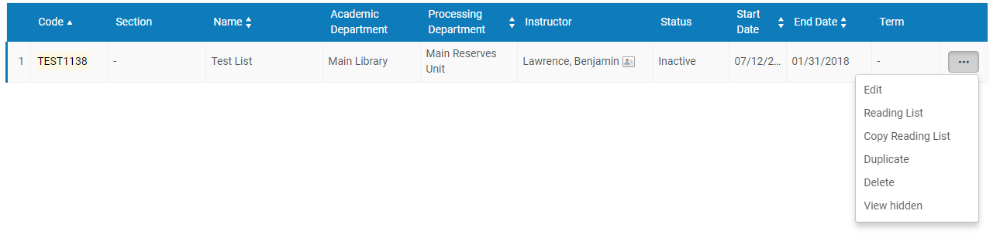 Code Section Name Academic Department Processing Department Instructor Status Start Date End Date Term
1 TEST1138 - Test List Main Library Main Reserves Unit Lawrence, Benjamin Inactive 07/12/2... 01/31/2018 -
Edit
Reading List
Copy Reading List
Duplicate
Delete
View hidden